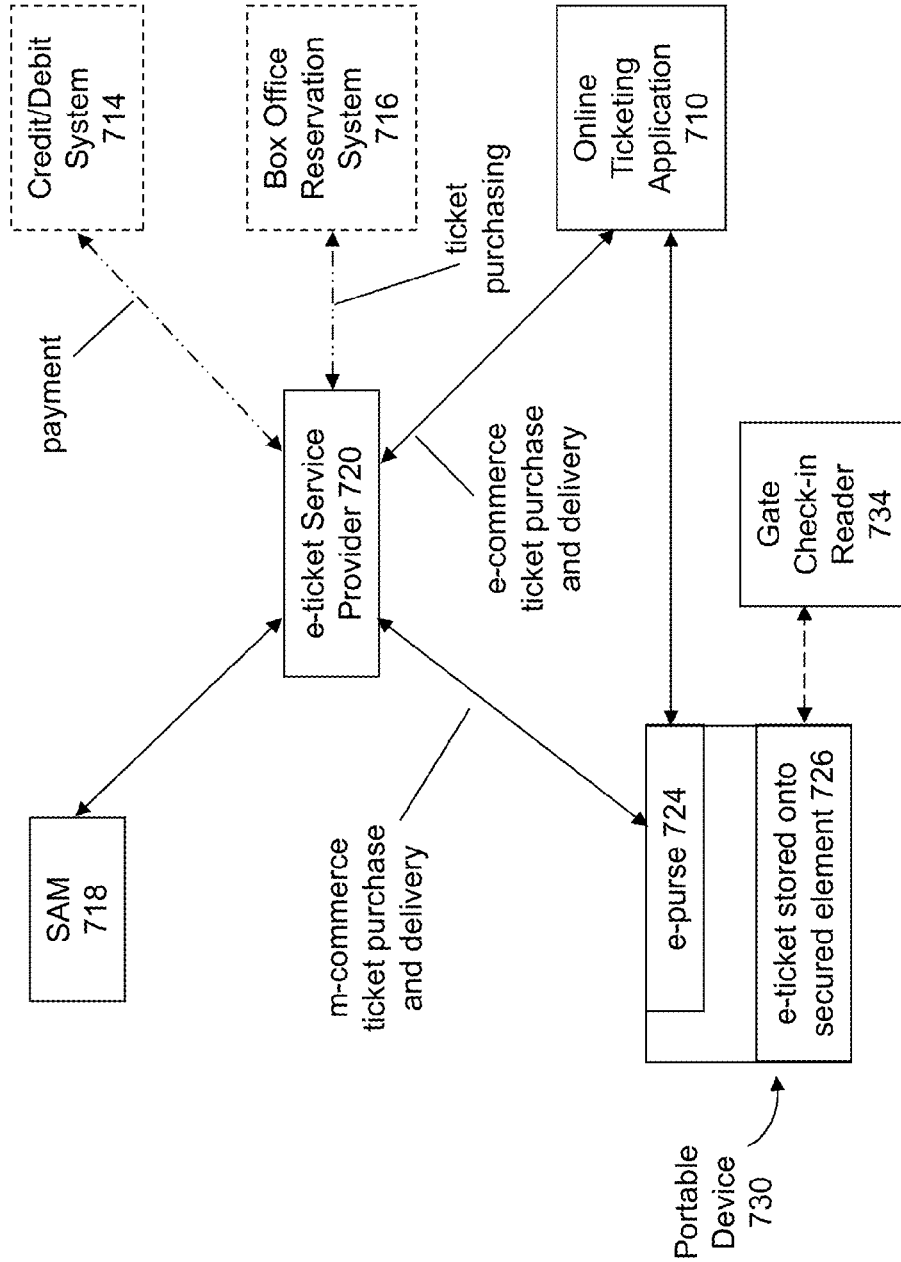 Credit/Debit
System
714
payment
Box Office
Reservation
System
716
ticket
purchasing
SAM
718
e-ticket Service
Provider 720
Online
Ticketing
Application
710
m-commerce
ticket purchase
and delivery
e-commerce
ticket purchase
and delivery
Portable
Device
730
e-purse 724
e-ticket stored onto
secured element 726
Gate
Check-in
Reader
734